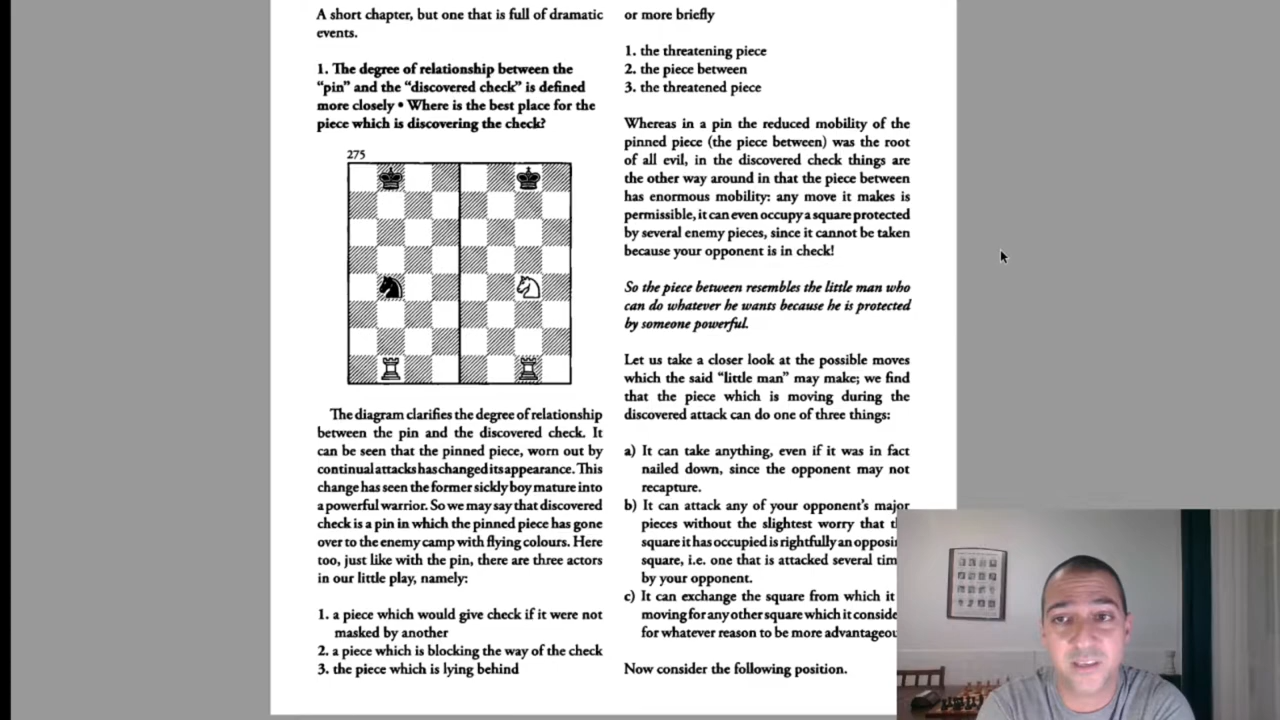 A short chapter, but one that is full of dramatic
events.
1. The degree of relationship between the
“pin” and the “discovered check” is defined
more closely • Where is the best place for the
piece which is discovering the check?
275
The diagram clarifies the degree of relationship
between the pin and the discovered check. It
can be seen that the pinned piece, worn out by
continual attacks has changed its appearance. This
change has seen the former sickly boy mature into
a powerful warrior. So we may say that discovered
check is a pin in which the pinned piece has gone
over to the enemy camp with flying colours. Here
too, just like with the pin, there are three actors
in our little play, namely:
1. a piece which would give check if it were not
masked by another
2. a piece which is blocking the way of the check
3. the piece which is lying behind
or more briefly
1. the threatening piece
2. the piece between
3. the threatened piece
Whereas in a pin the reduced mobility of the
pinned piece (the piece between) was the root
of all evil, in the discovered check things are
the other way around in that the piece between
has enormous mobility: any move it makes is
permissible, it can even occupy a square protected
by several enemy pieces, since it cannot be taken
because your opponent is in check!
So the piece between resembles the little man who
can do whatever he wants because he is protected
by someone powerful.
Let us take a closer look at the possible moves
which the said “little man” may make; we find
that the piece which is moving during the
discovered attack can do one of three things:
a) It can take anything, even if it was in fact
nailed down, since the opponent may not
recapture.
b) It can attack any of your opponent’s major
pieces without the slightest worry that
square it has occupied is rightfully an
square, i.e. one that is attacked several
by your opponent.
c) It can exchange the square from which it
moving for any other square which it
for whatever reason to be more
Now consider the following position.